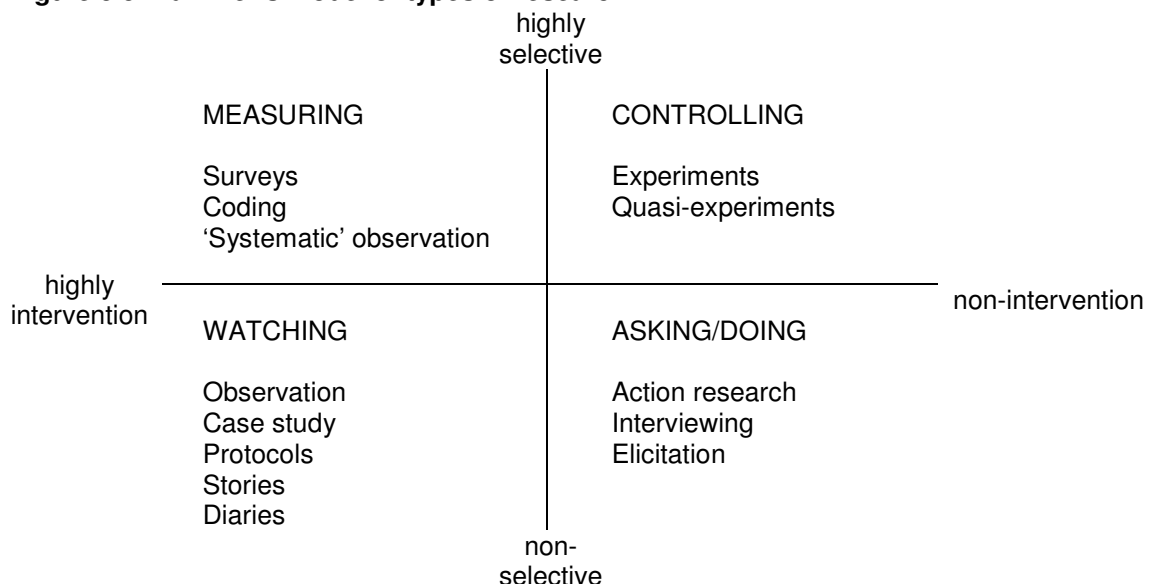 highly
selective
MEASURING
CONTROLLING
Surveys
Coding
‘Systematic’ observation
Experiments
Quasi-experiments
highly
intervention
non-intervention
WATCHING
ASKING/DOING
Observation
Case study
Protocols
Stories
Diaries
Action research
Interviewing
Elicitation
non-
selective